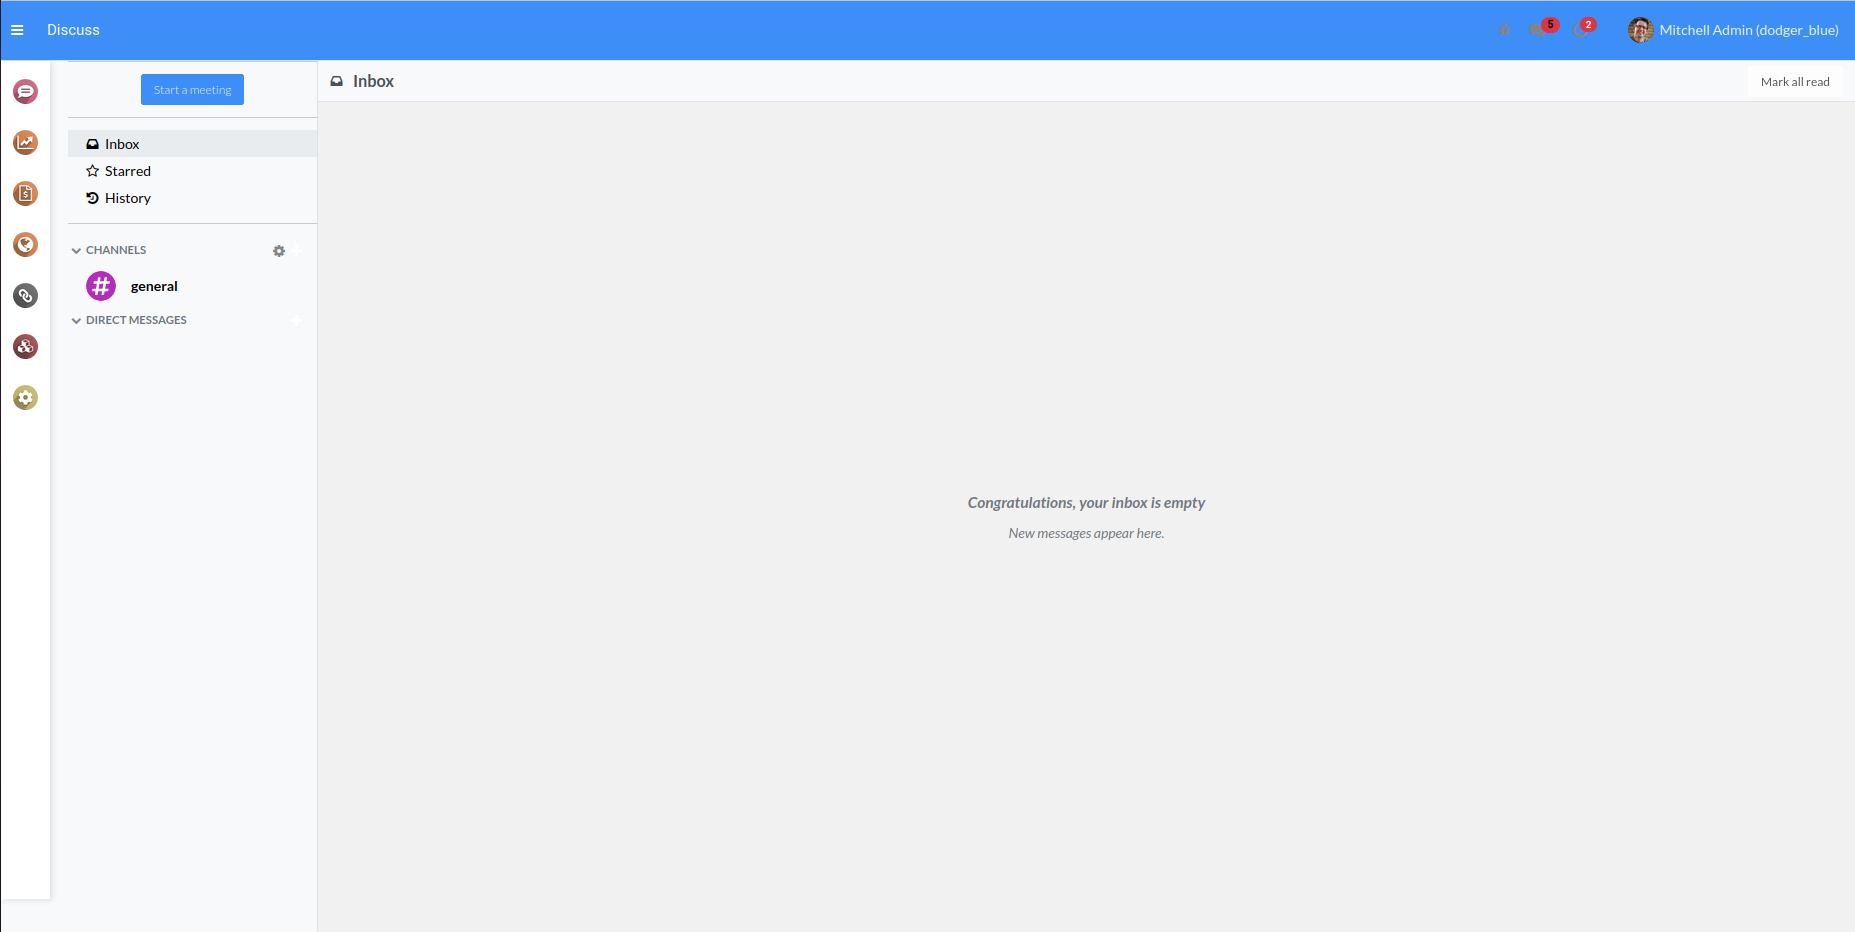 Discuss
5
2
Mitchell Admin (dodger_blue)
Start a meeting
Inbox
Mark all read
Inbox
Starred
History
CHANNELS
general
DIRECT MESSAGES
Congratulations, your inbox is empty
New messages appear here.